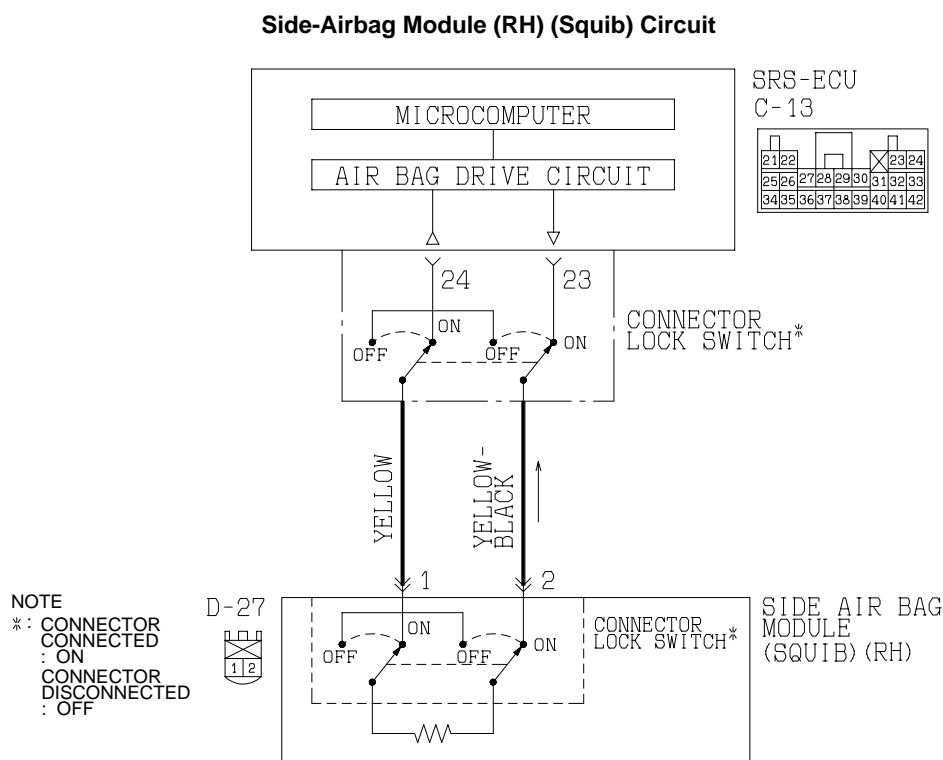 Side-Airbag Module (RH) (Squib) Circuit
SRS-ECU
C-13
MICROCOMPUTER
AIR BAG DRIVE CIRCUIT
21 22 23 24
25 26 27 28 29 30 31 32 33
34 35 36 37 38 39 40 41 42
24 23
CONNECTOR
LOCK SWITCH*
OFF ON OFF ON
YELLOW
YELLOW-
BLACK
1 2
D-27
1 2
NOTE
* : CONNECTOR
CONNECTED
: ON
CONNECTOR
DISCONNECTED
: OFF
OFF ON OFF ON
CONNECTOR
LOCK SWITCH*
SIDE AIR BAG
MODULE
(SQUIB) (RH)